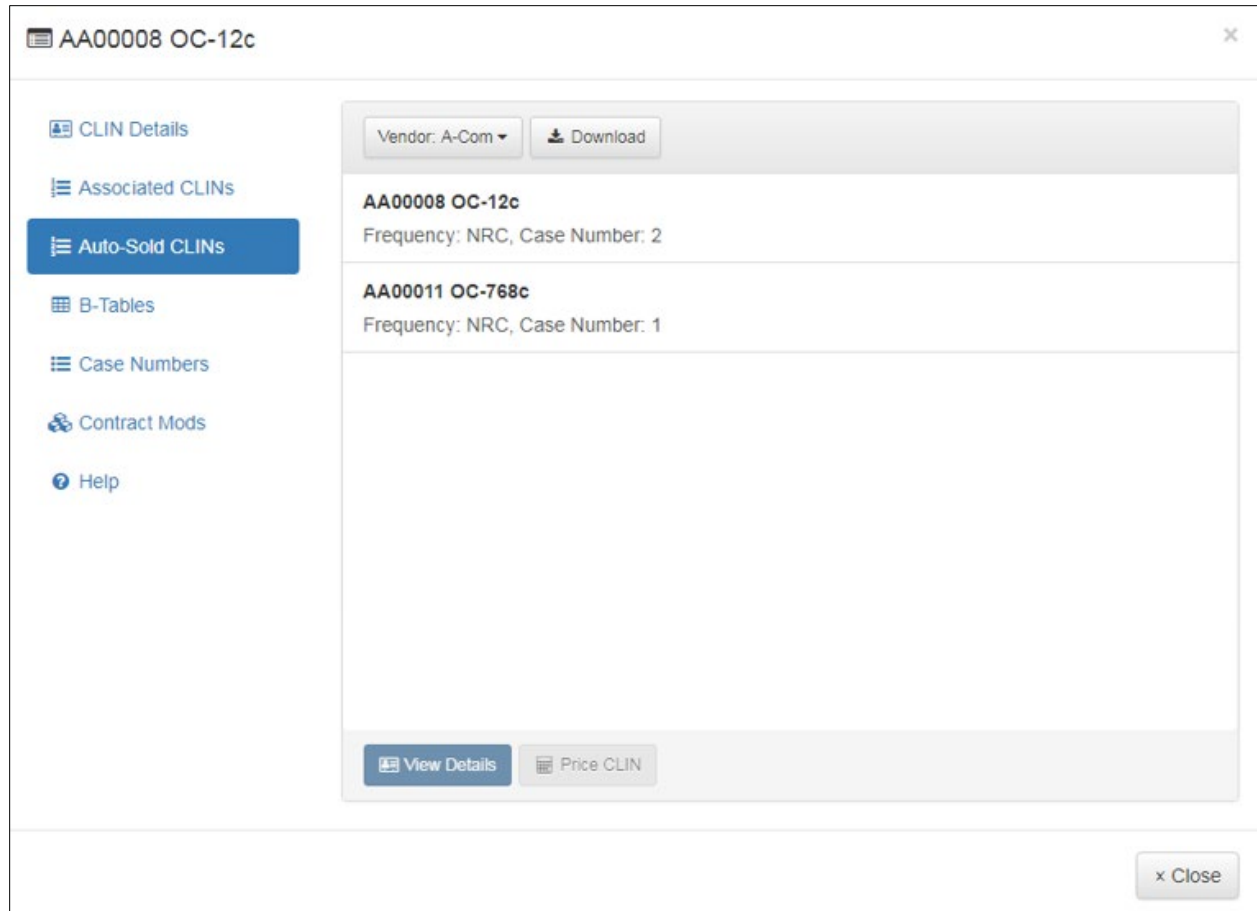 AA00008 OC-12c
×
CLIN Details
Associated CLINs
Auto-Sold CLINs
B-Tables
Case Numbers
Contract Mods
Help
Vendor: A-Com
Download
AA00008 OC-12c
Frequency: NRC, Case Number: 2
AA00011 OC-768c
Frequency: NRC, Case Number: 1
View Details
Price CLIN
× Close